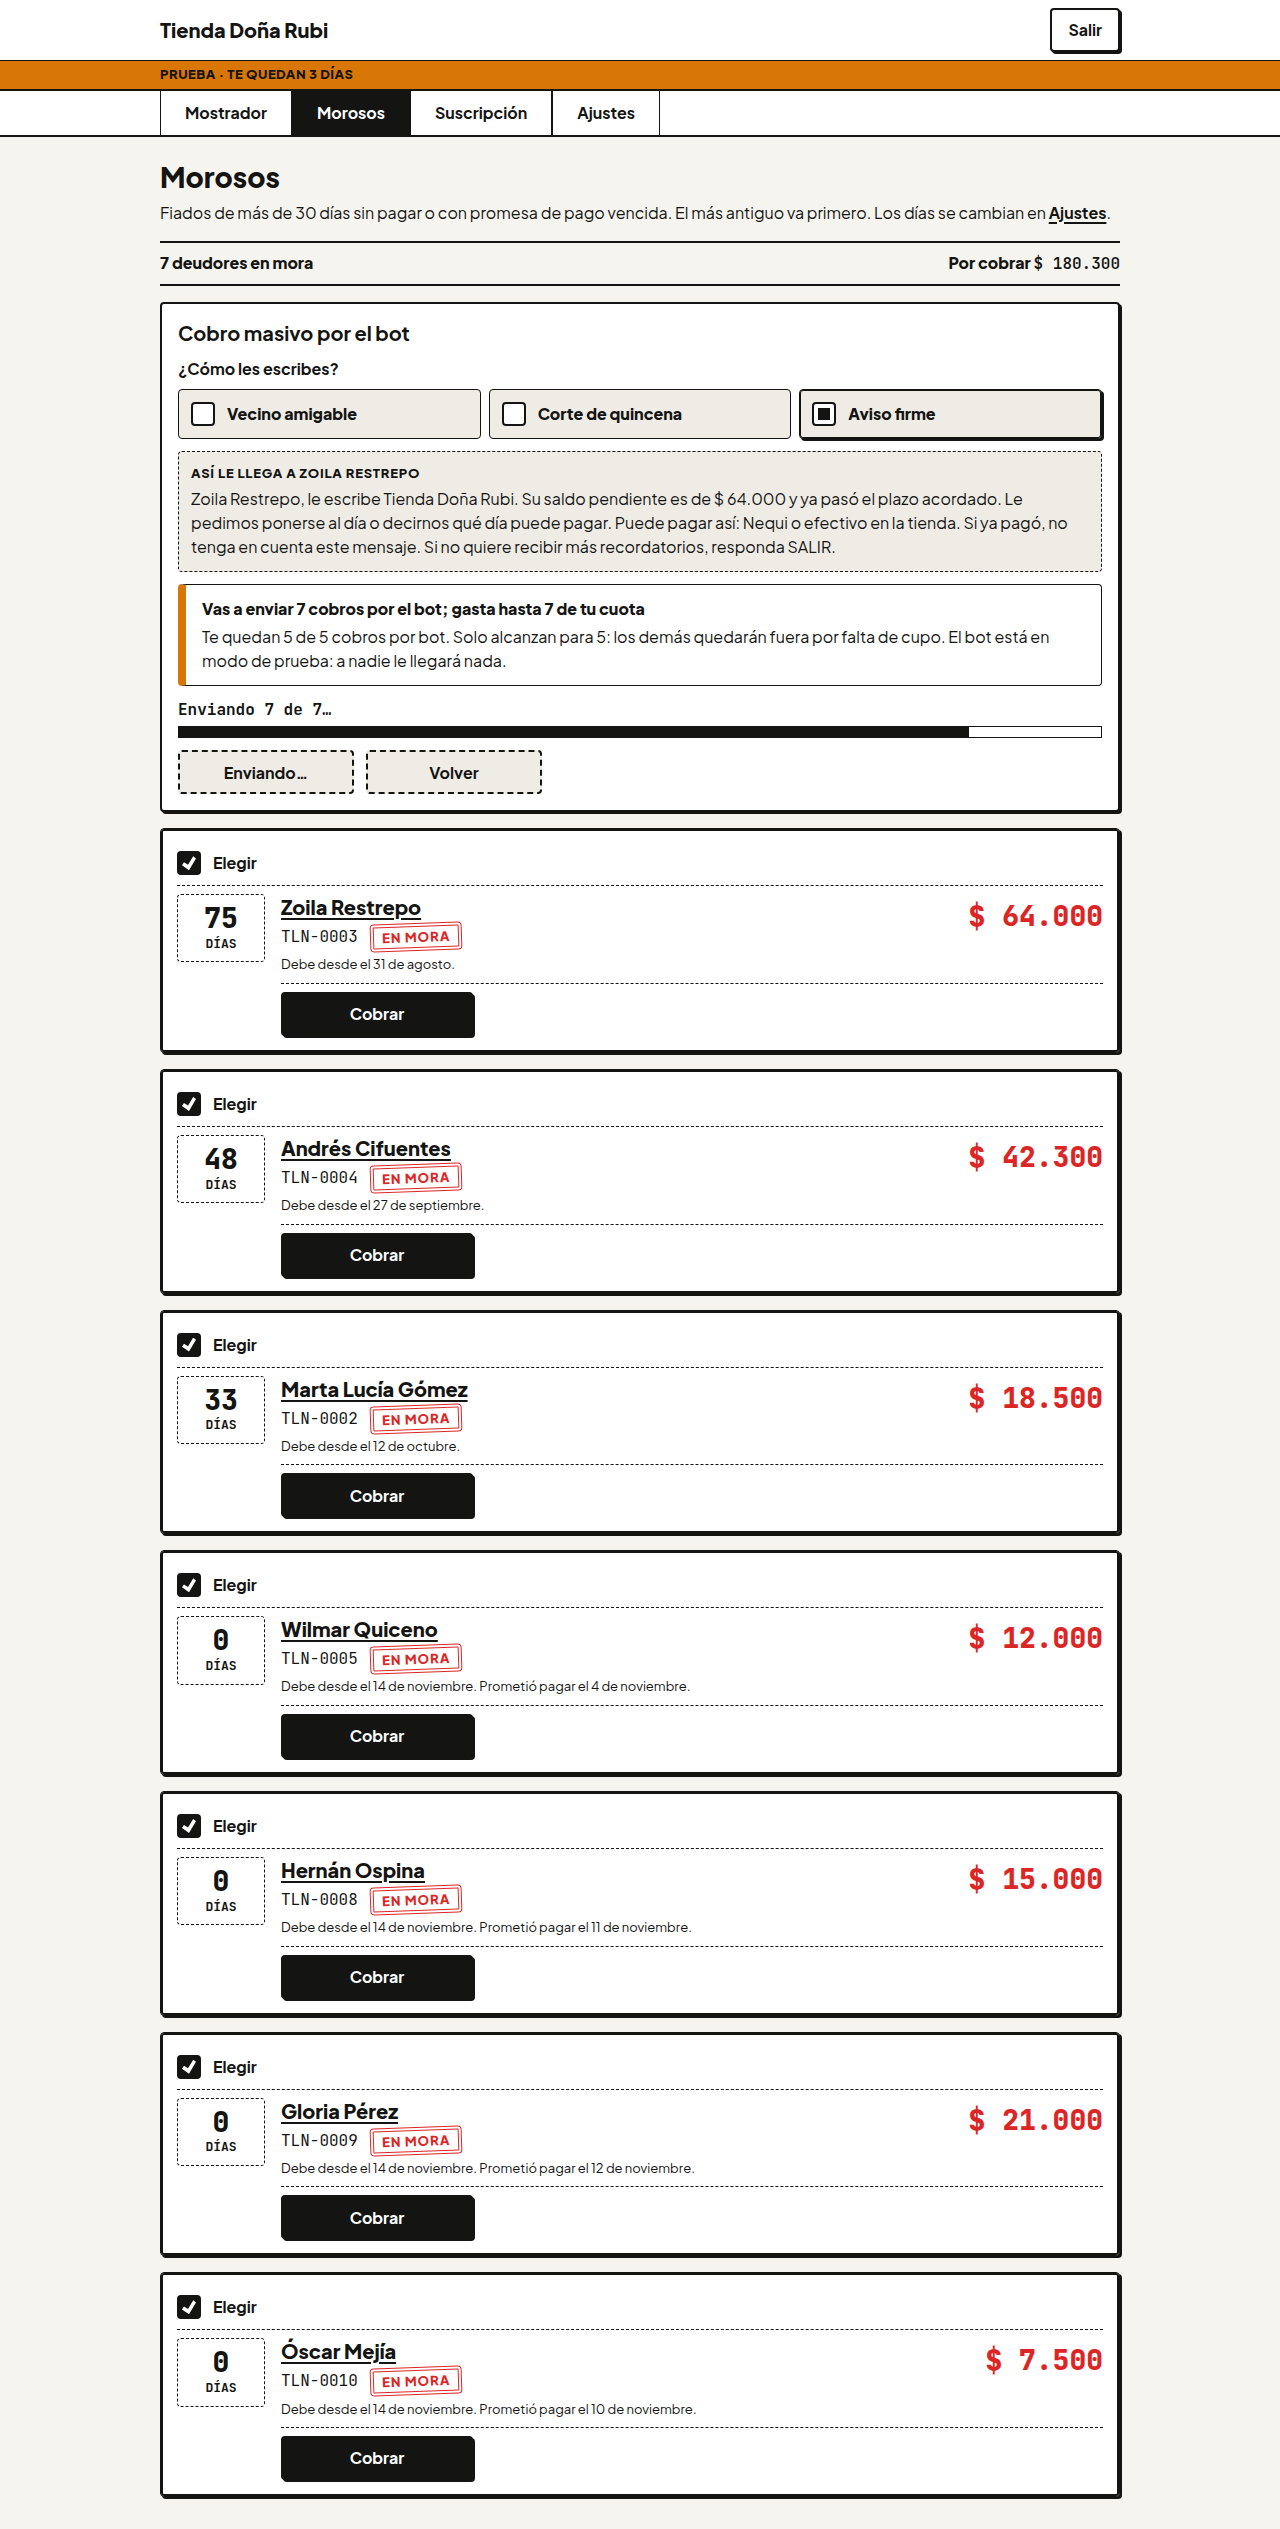 Tienda Doña Rubi
Salir
PRUEBA · TE QUEDAN 3 DÍAS
Mostrador
Morosos
Suscripción
Ajustes
Morosos
Fiados de más de 30 días sin pagar o con promesa de pago vencida. El más antiguo va primero. Los días se cambian en Ajustes.
7 deudores en mora
Por cobrar $ 180.300
Cobro masivo por el bot
¿Cómo les escribes?
Vecino amigable
Corte de quincena
Aviso firme
ASÍ LE LLEGA A ZOILA RESTREPO
Zoila Restrepo, le escribe Tienda Doña Rubi. Su saldo pendiente es de $ 64.000 y ya pasó el plazo acordado. Le
pedimos ponerse al día o decirnos qué día puede pagar. Puede pagar así: Nequi o efectivo en la tienda. Si ya pagó, no
tenga en cuenta este mensaje. Si no quiere recibir más recordatorios, responda SALIR.
Vas a enviar 7 cobros por el bot; gasta hasta 7 de tu cuota
Te quedan 5 de 5 cobros por bot. Solo alcanzan para 5: los demás quedarán fuera por falta de cupo. El bot está en
modo de prueba: a nadie le llegará nada.
Enviando 7 de 7…
Enviando…
Volver
Elegir
75
DÍAS
Zoila Restrepo
$ 64.000
TLN-0003
EN MORA
Debe desde el 31 de agosto.
Cobrar
Elegir
48
DÍAS
Andrés Cifuentes
$ 42.300
TLN-0004
EN MORA
Debe desde el 27 de septiembre.
Cobrar
Elegir
33
DÍAS
Marta Lucía Gómez
$ 18.500
TLN-0002
EN MORA
Debe desde el 12 de octubre.
Cobrar
Elegir
0
DÍAS
Wilmar Quiceno
$ 12.000
TLN-0005
EN MORA
Debe desde el 14 de noviembre. Prometió pagar el 4 de noviembre.
Cobrar
Elegir
0
DÍAS
Hernán Ospina
$ 15.000
TLN-0008
EN MORA
Debe desde el 14 de noviembre. Prometió pagar el 11 de noviembre.
Cobrar
Elegir
0
DÍAS
Gloria Pérez
$ 21.000
TLN-0009
EN MORA
Debe desde el 14 de noviembre. Prometió pagar el 12 de noviembre.
Cobrar
Elegir
0
DÍAS
Óscar Mejía
$ 7.500
TLN-0010
EN MORA
Debe desde el 14 de noviembre. Prometió pagar el 10 de noviembre.
Cobrar